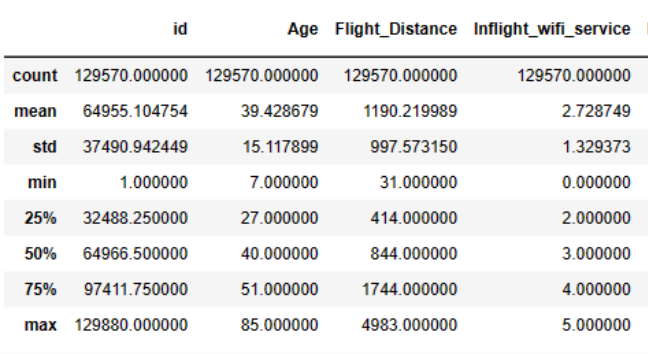 id Age Flight_Distance Inflight_wifi_service
count 129570.000000 129570.000000 129570.000000 129570.000000
mean 64955.104754 39.428679 1190.219989 2.728749
std 37490.942449 15.117899 997.573150 1.329373
min 1.000000 7.000000 31.000000 0.000000
25% 32488.250000 27.000000 414.000000 2.000000
50% 64966.500000 40.000000 844.000000 3.000000
75% 97411.750000 51.000000 1744.000000 4.000000
max 129880.000000 85.000000 4983.000000 5.000000